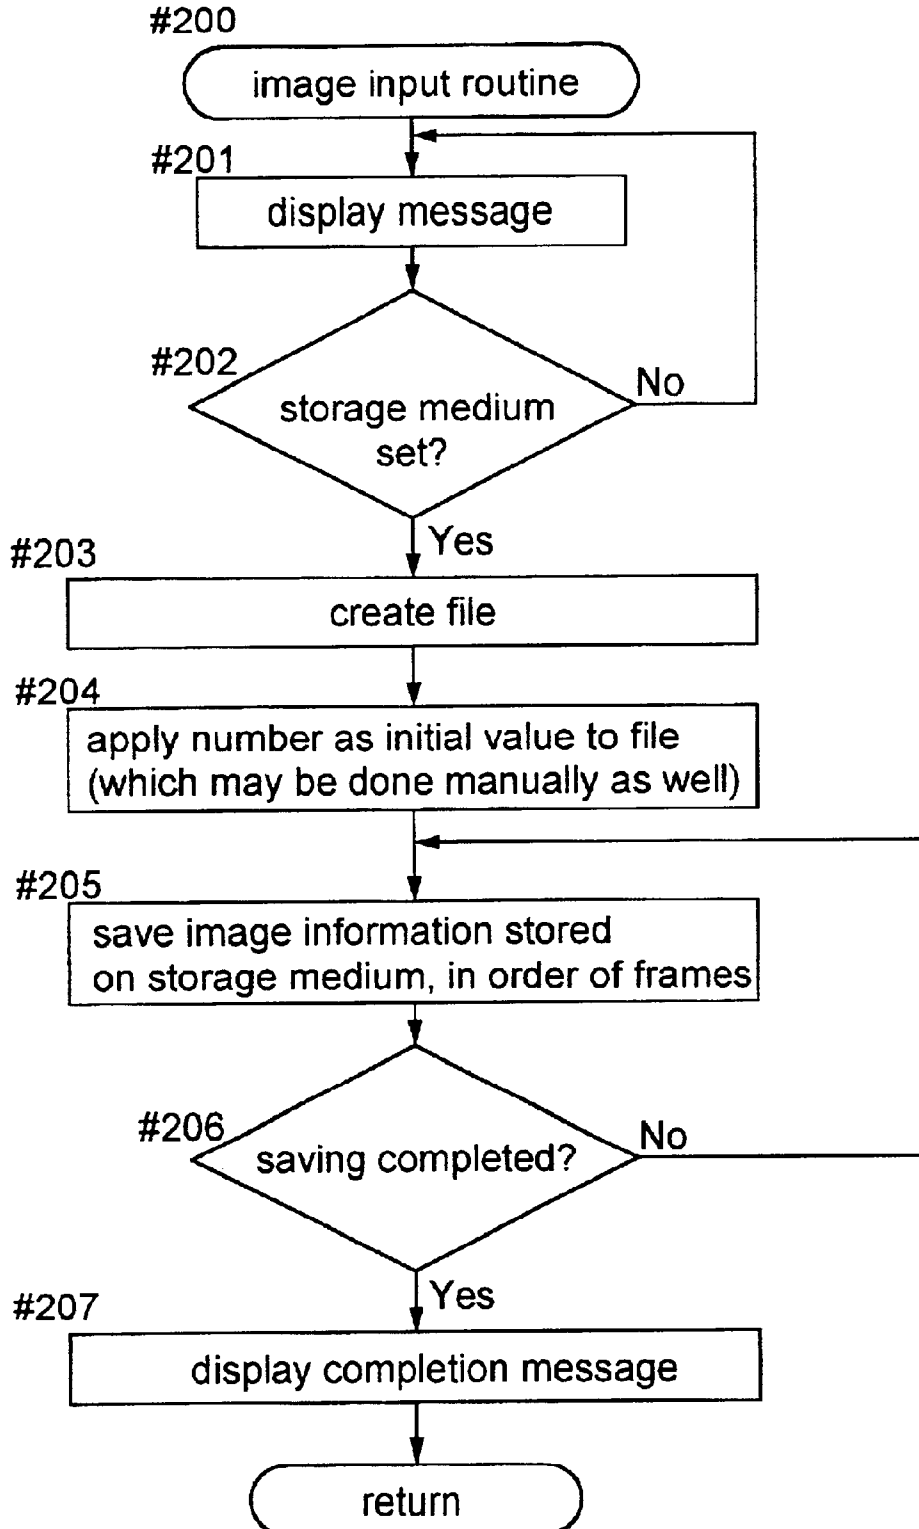 #200
image input routine
#201
display message
#202
storage medium
set?
No
Yes
#203
create file
#204
apply number as initial value to file
(which may be done manually as well)
#205
save image information stored
on storage medium, in order of frames
#206
saving completed?
No
Yes
#207
display completion message
return